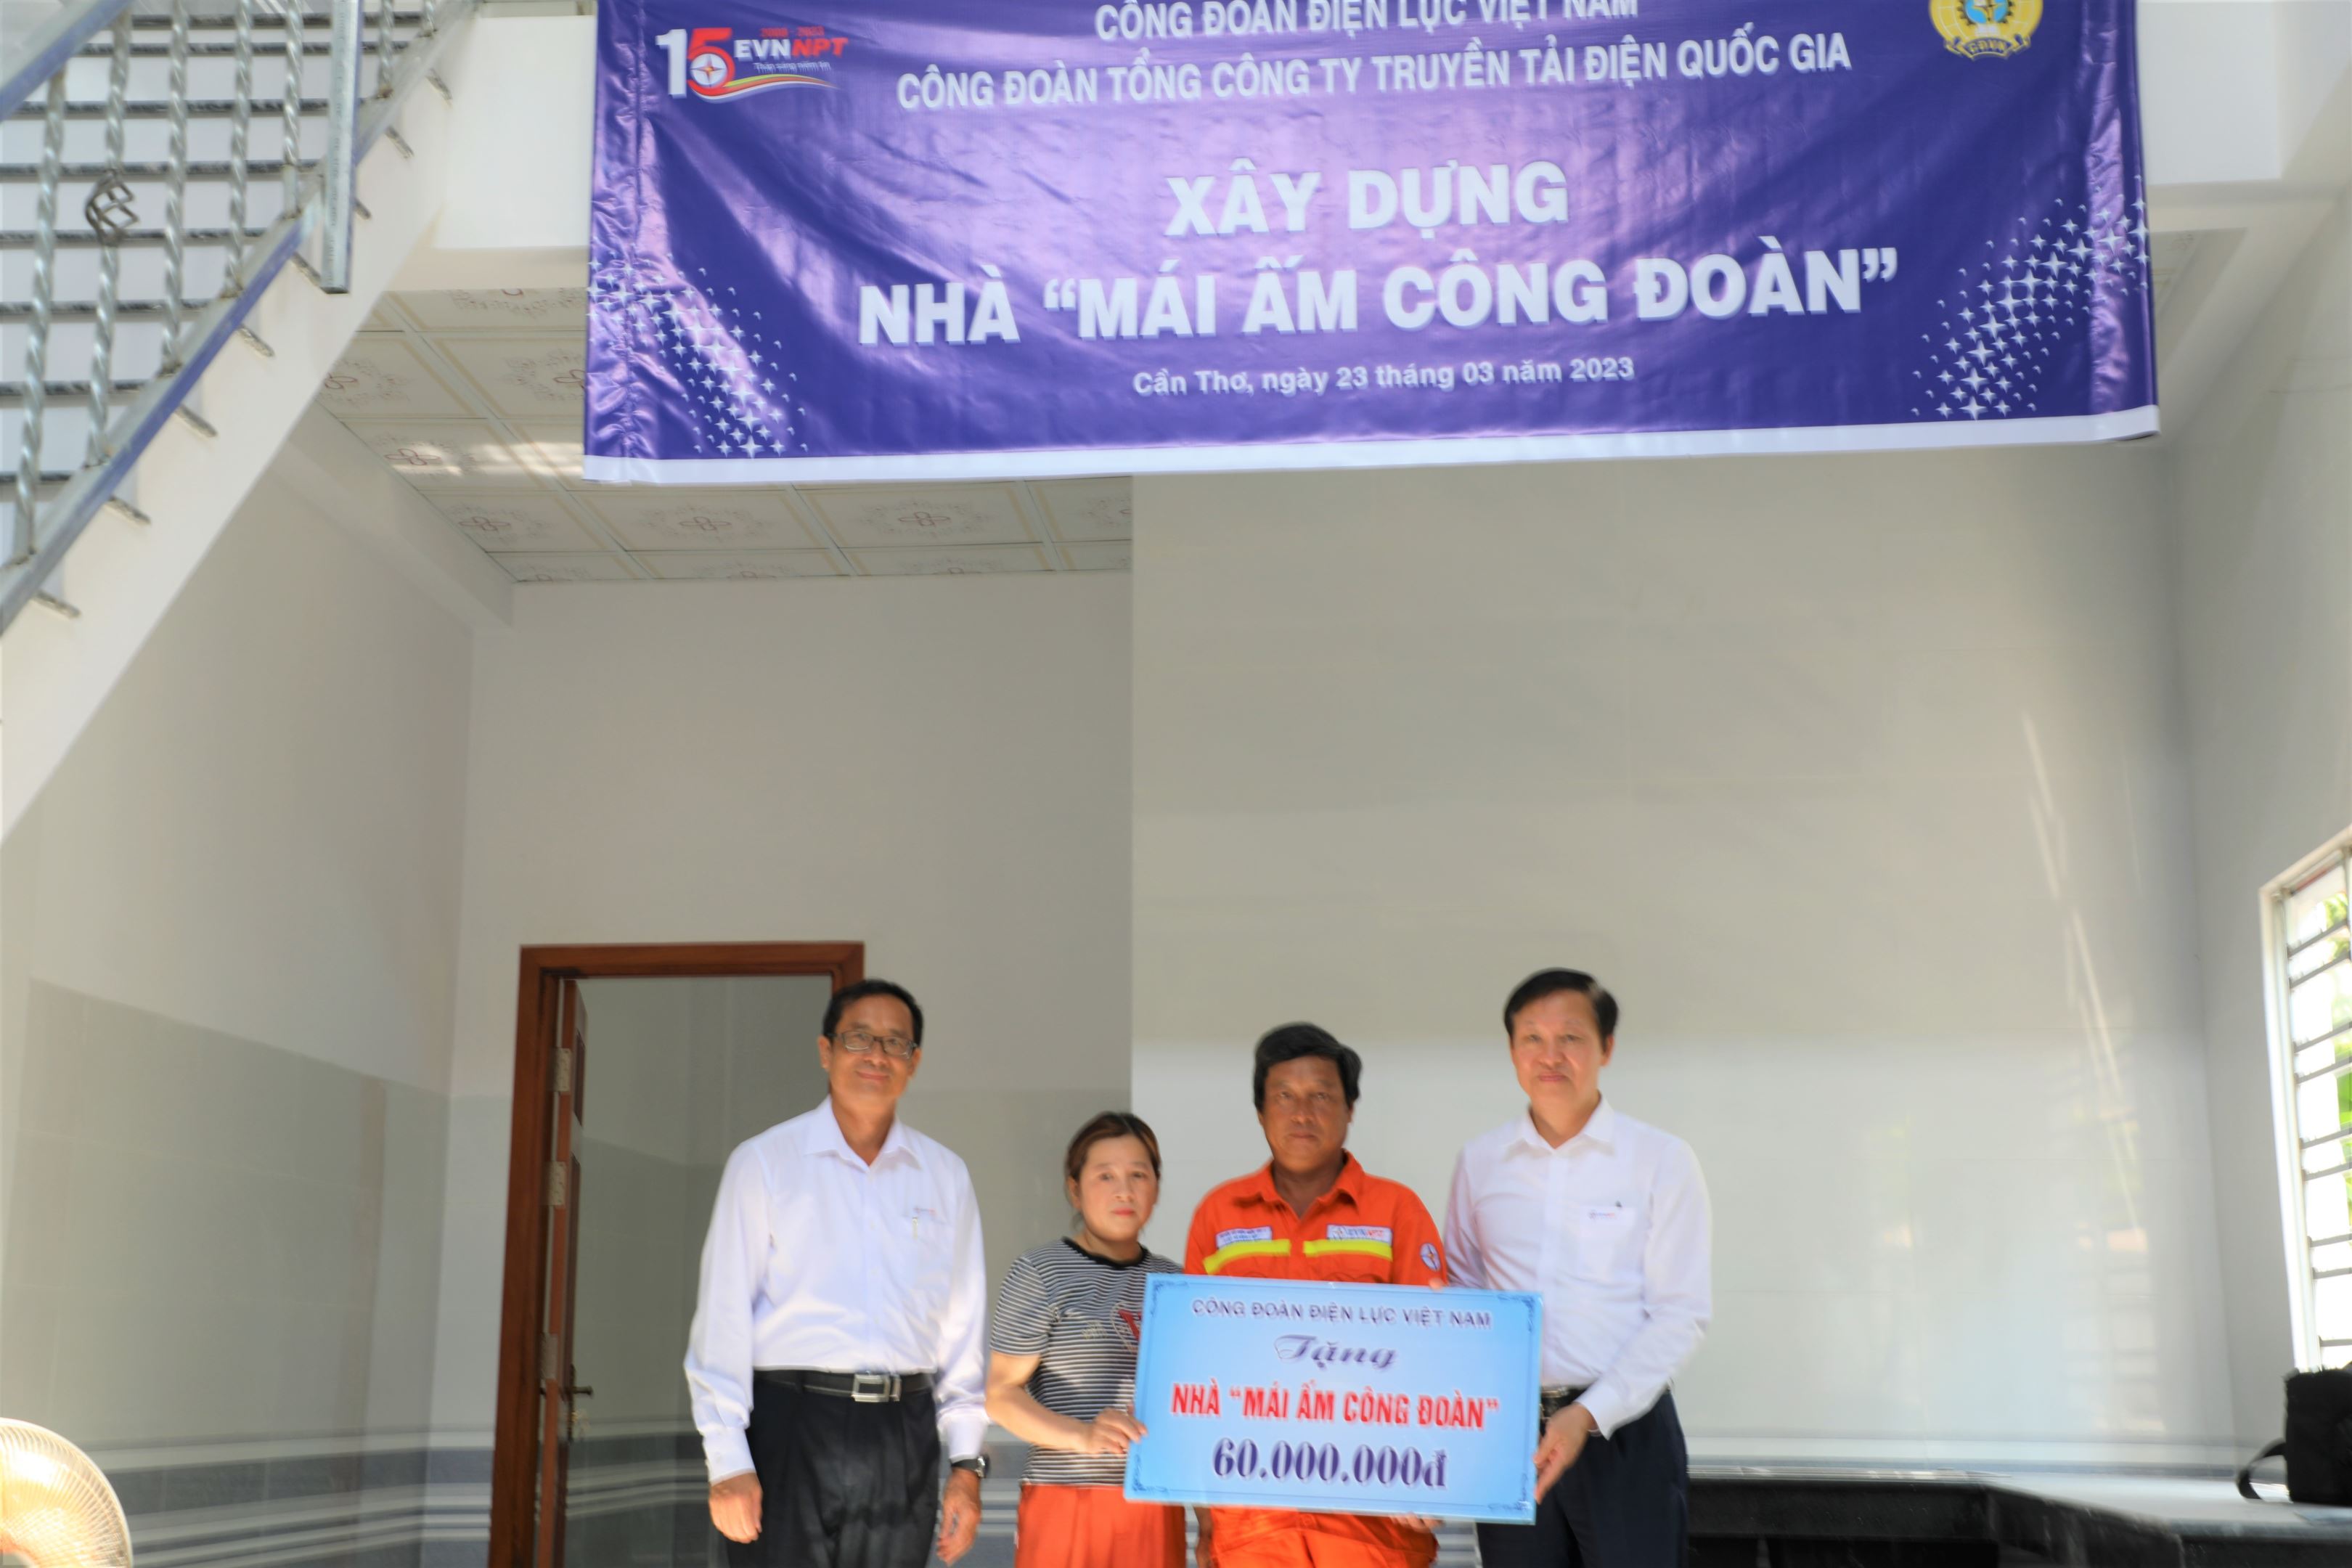 CÔNG ĐOÀN ĐIỆN LỰC VIỆT NAM
15
EVNNPT
CÔNG ĐOÀN TỔNG CÔNG TY TRUYỀN TẢI ĐIỆN QUỐC GIA
XÂY DỰNG
NHÀ “MÁI ẤM CÔNG ĐOÀN”
Cần Thơ, ngày 23 tháng 03 năm 2023
EVNNPT
CÔNG ĐOÀN ĐIỆN LỰC VIỆT NAM
Tặng
NHÀ “MÁI ẤM CÔNG ĐOÀN”
60.000.000đ